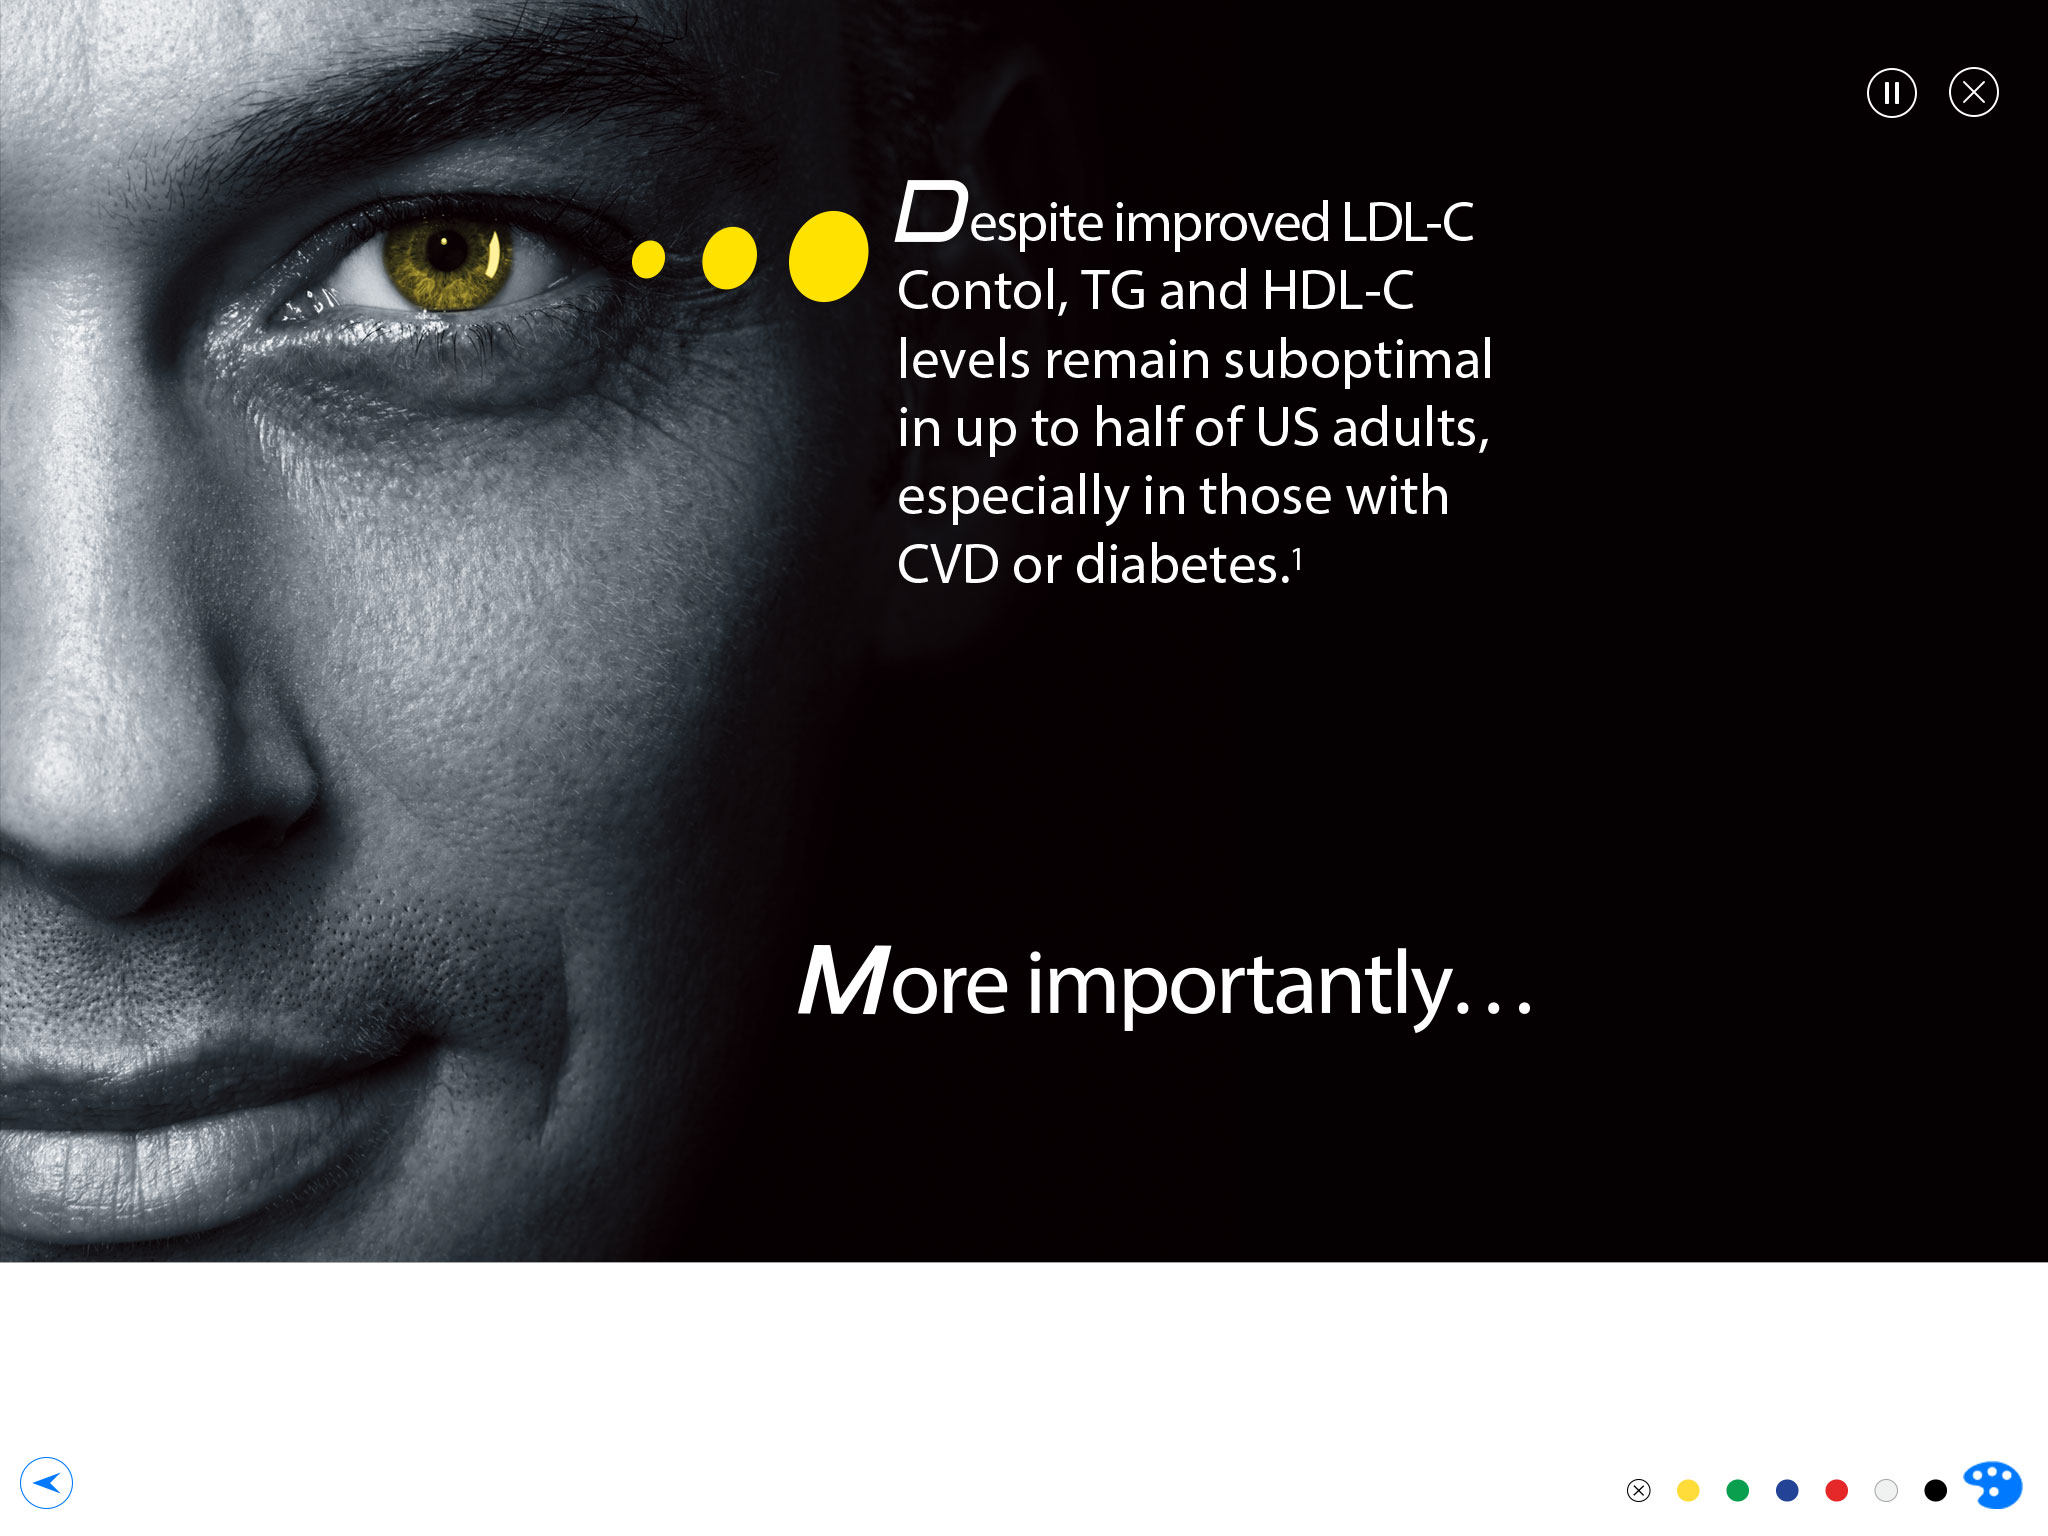 Despite improved LDL-C
Contol, TG and HDL-C
levels remain suboptimal
in up to half of US adults,
especially in those with
CVD or diabetes.¹
More importantly…